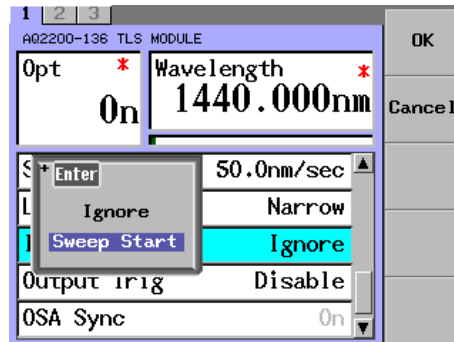 1 2 3
AQ2200-136 TLS MODULE
OK
Opt *
Wavelength *
On
1440.000nm
Cancel
S
50.0nm/sec
* Enter
Ignore
L
Narrow
Sweep Start
Ignore
Output Trig
Disable
OSA Sync
On